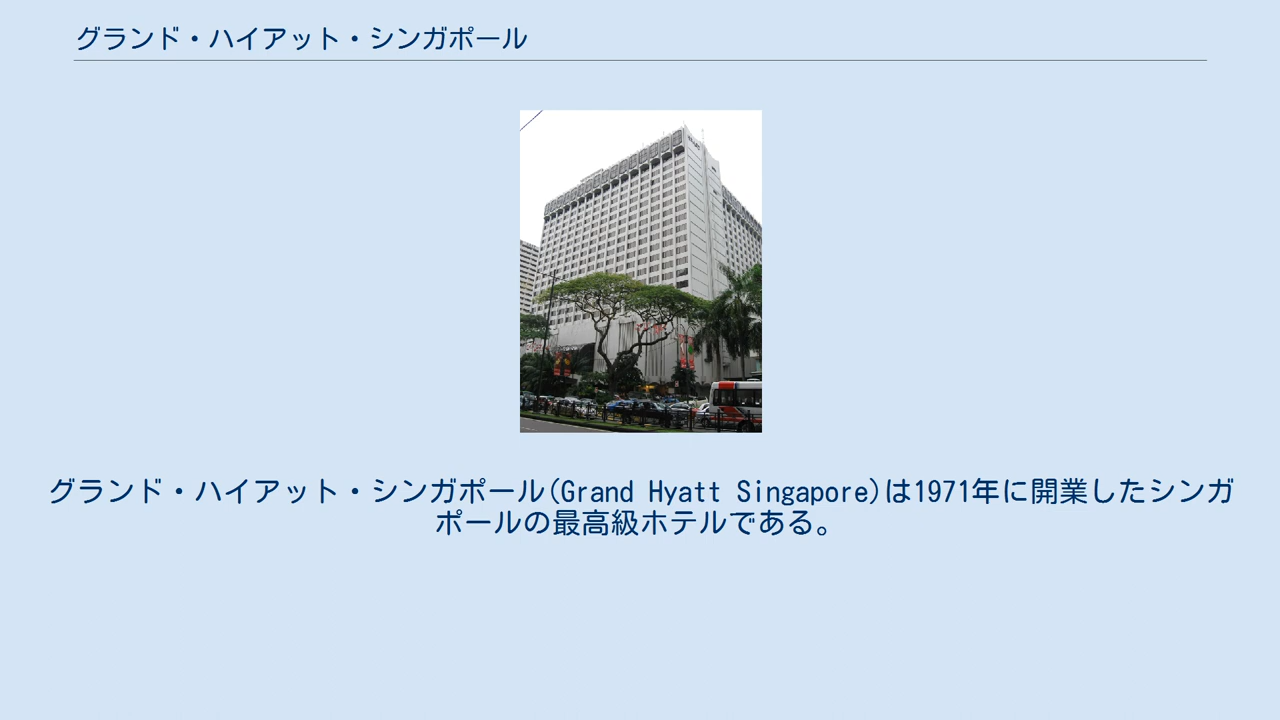 グランド・ハイアット・シンガポール
グランド・ハイアット・シンガポール(Grand Hyatt Singapore)は1971年に開業したシンガ
ポールの最高級ホテルである。